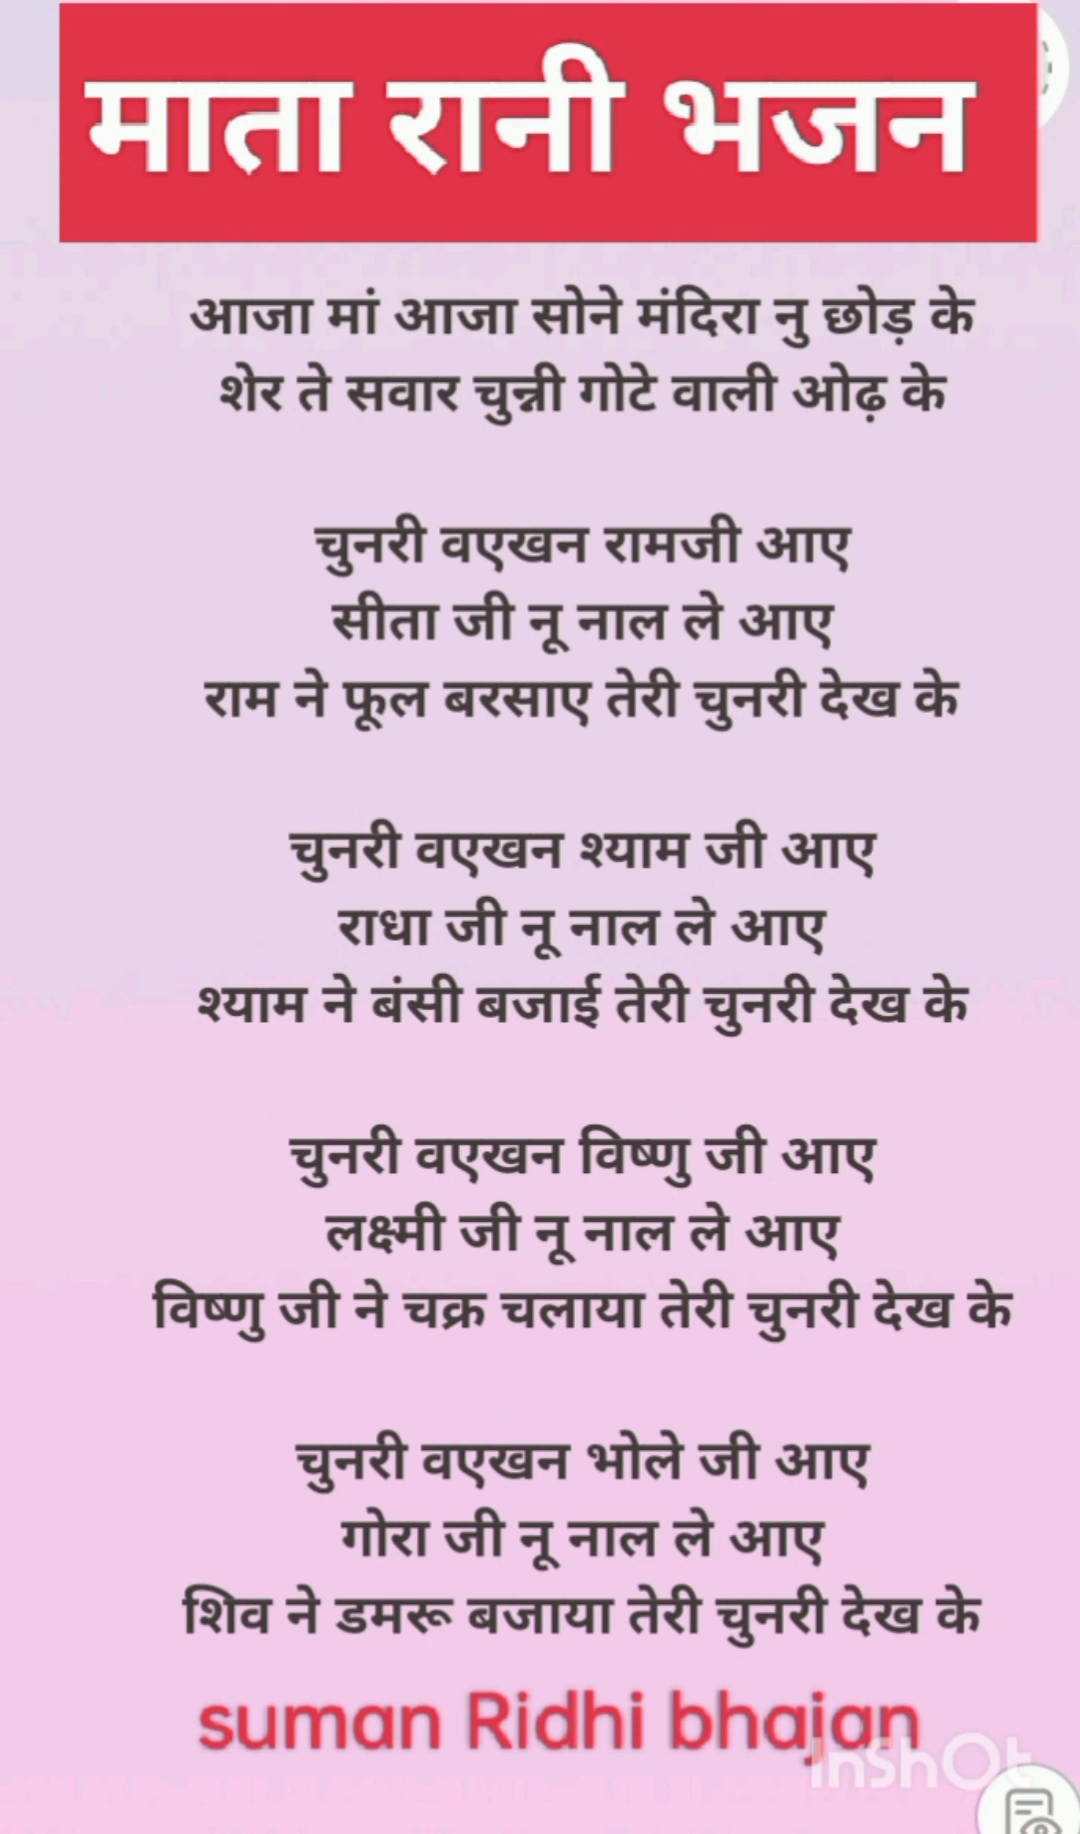 माता रानी भजन
आजा मां आजा सोने मंदिरा नु छोड़ के
शेर ते सवार चुन्नी गोटे वाली ओढ़ के
चुनरी वएखन रामजी आए
सीता जी नू नाल ले आए
राम ने फूल बरसाए तेरी चुनरी देख के
चुनरी वएखन श्याम जी आए
राधा जी नू नाल ले आए
श्याम ने बंसी बजाई तेरी चुनरी देख के
चुनरी वएखन विष्णु जी आए
लक्ष्मी जी नू नाल ले आए
विष्णु जी ने चक्र चलाया तेरी चुनरी देख के
चुनरी वएखन भोले जी आए
गोरा जी नू नाल ले आए
शिव ने डमरू बजाया तेरी चुनरी देख के
suman Ridhi bhajan
InShOt